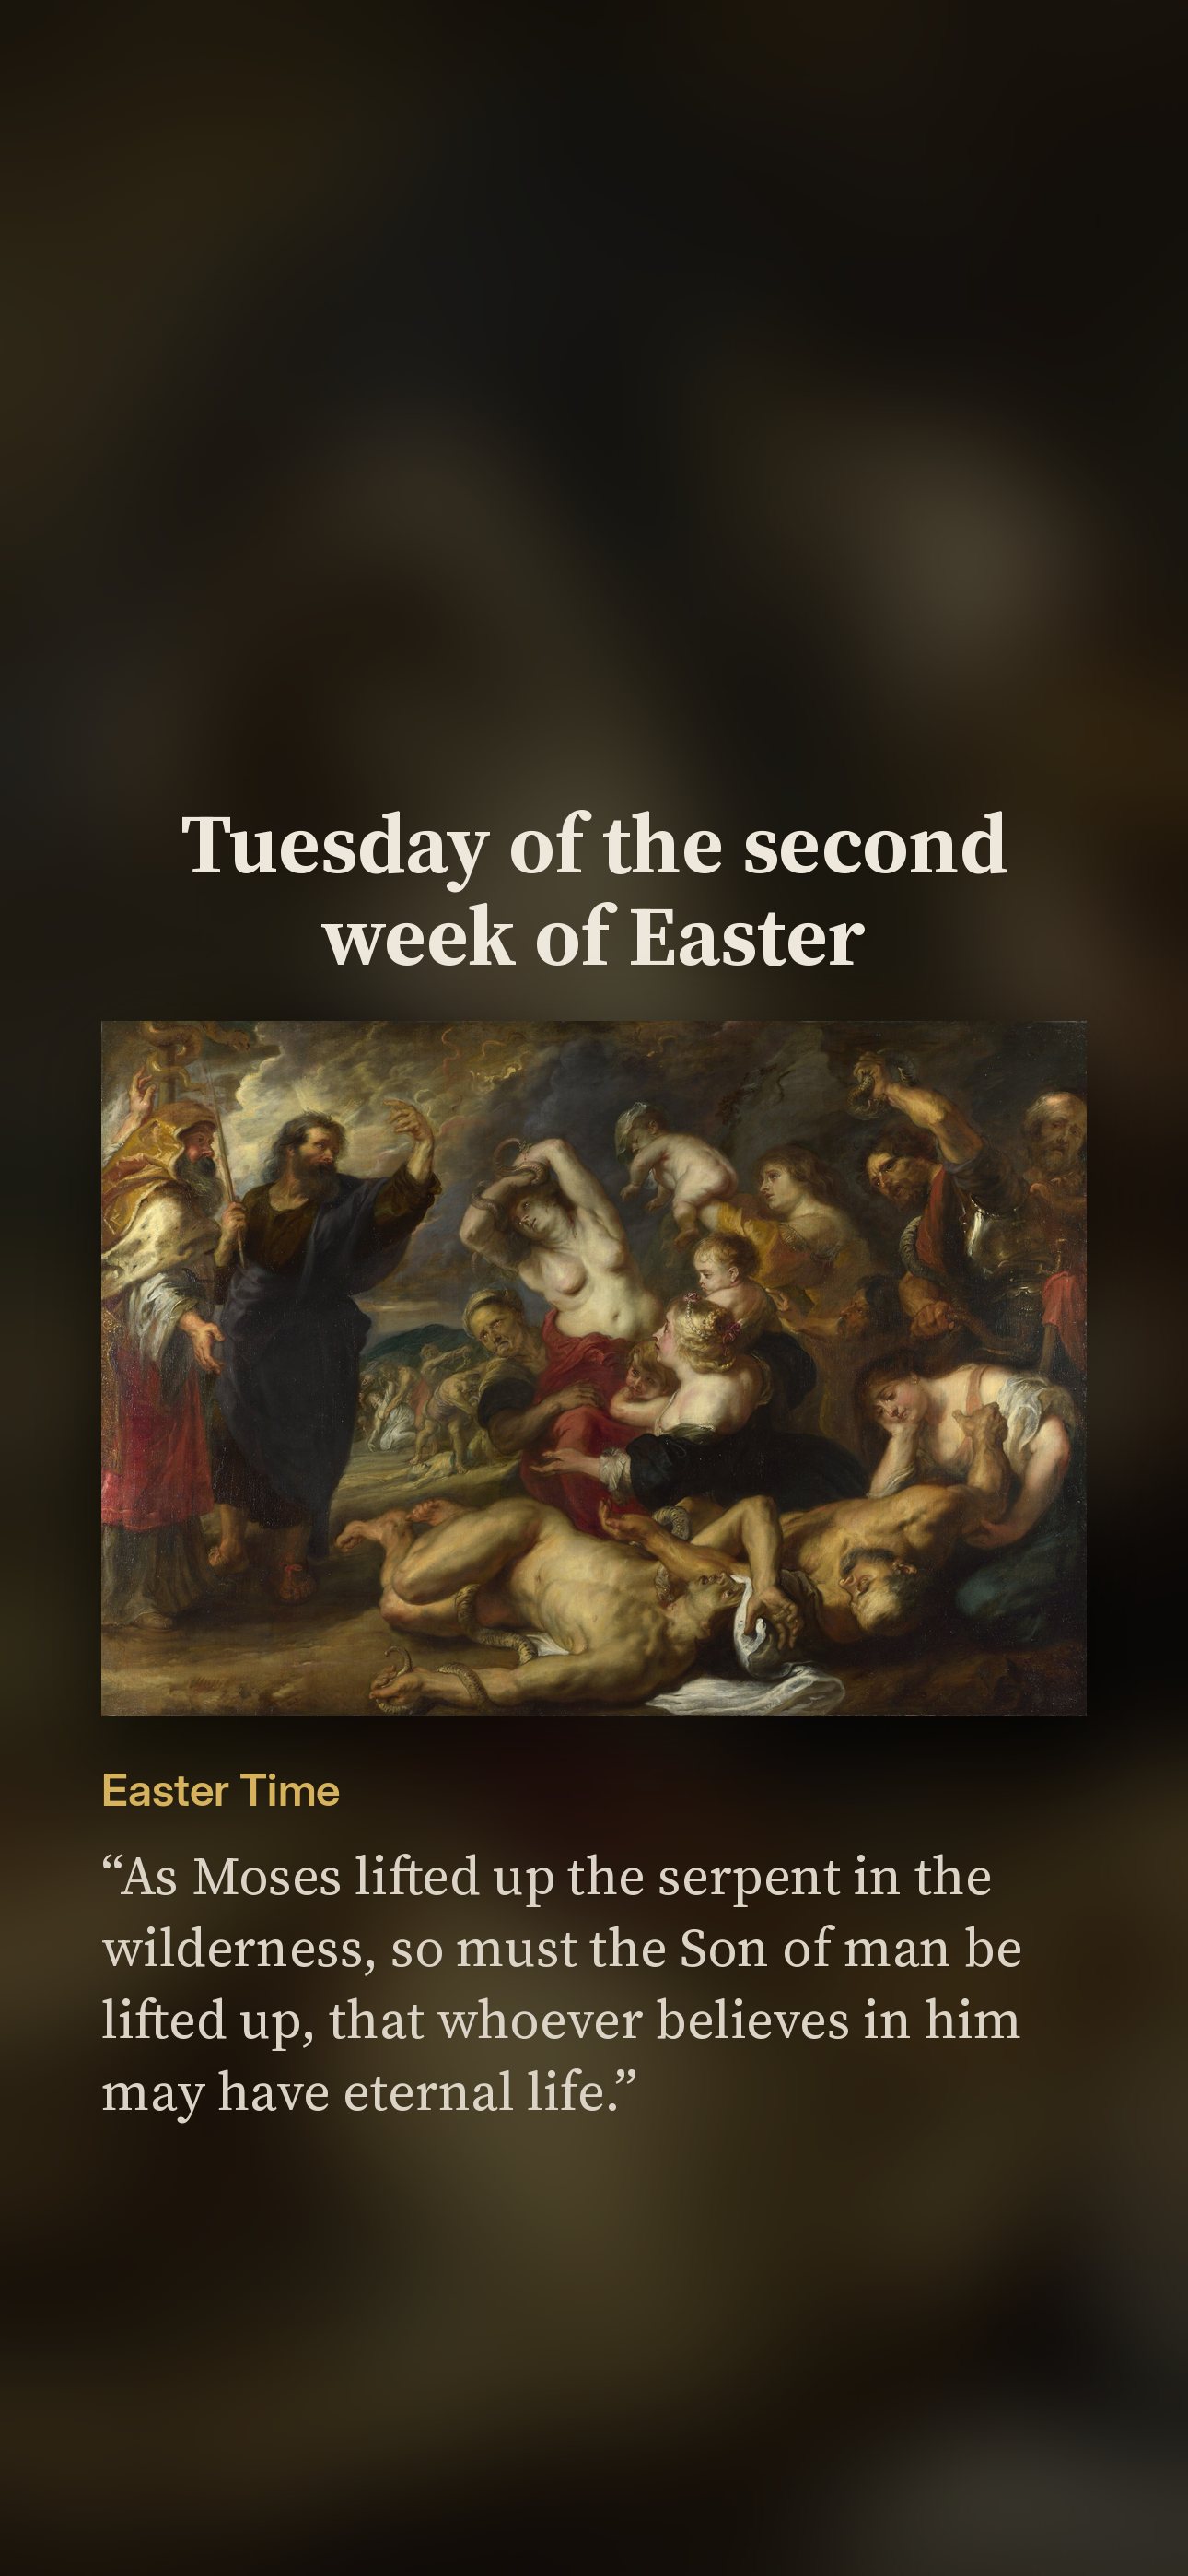 Tuesday of the second
week of Easter
Easter Time
“As Moses lifted up the serpent in the
wilderness, so must the Son of man be
lifted up, that whoever believes in him
may have eternal life.”